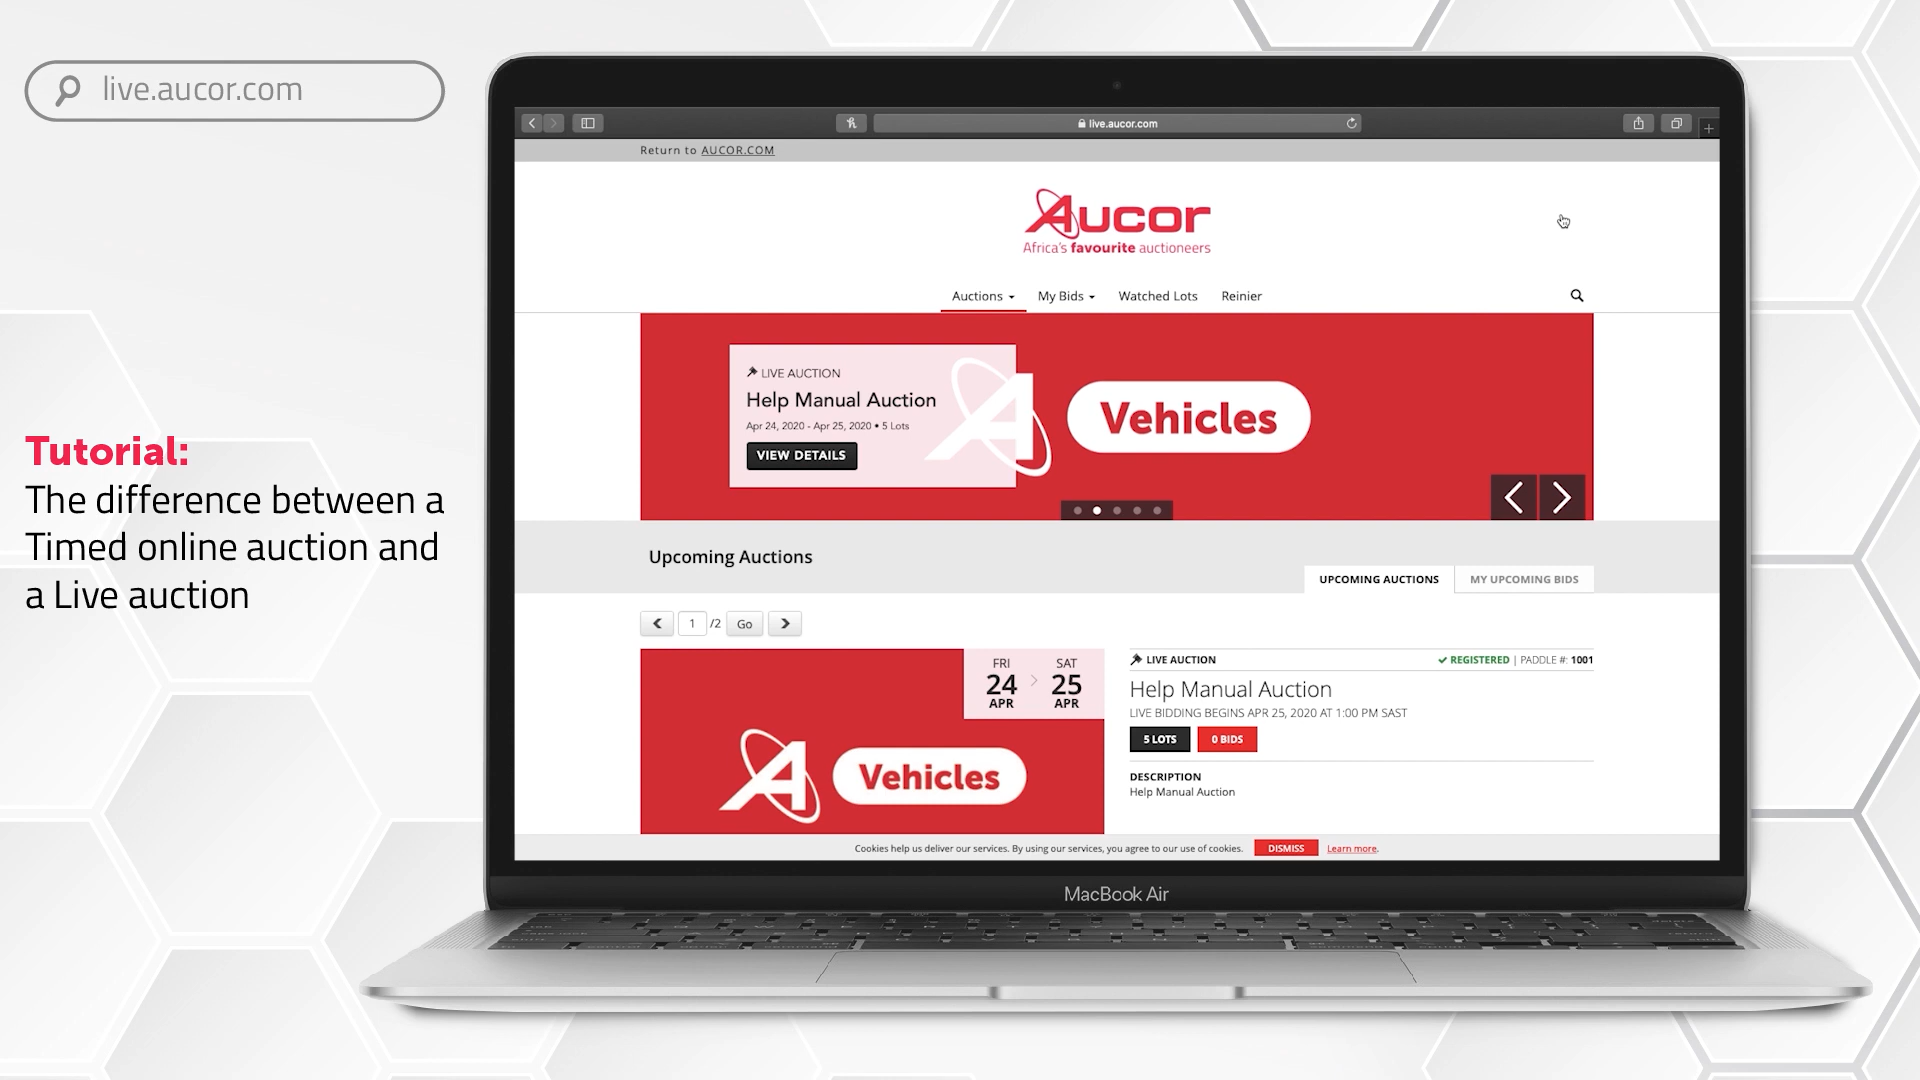 live.aucor.com
Tutorial:
The difference between a
Timed online auction and
a Live auction
live.aucor.com
Return to AUCOR.COM
Aucor
Africa's favourite auctioneers
Auctions My Bids Watched Lots Reinier
LIVE AUCTION
Help Manual Auction
Apr 24, 2020 - Apr 25, 2020 • 5 Lots
VIEW DETAILS
Vehicles
Upcoming Auctions
UPCOMING AUCTIONS MY UPCOMING BIDS
1 /2 Go
FRI SAT
24 25
APR APR
Vehicles
LIVE AUCTION REGISTERED | PADDLE #: 1001
Help Manual Auction
LIVE BIDDING BEGINS APR 25, 2020 AT 1:00 PM SAST
5 LOTS 0 BIDS
DESCRIPTION
Help Manual Auction
Cookies help us deliver our services. By using our services, you agree to our use of cookies. DISMISS Learn more.
MacBook Air